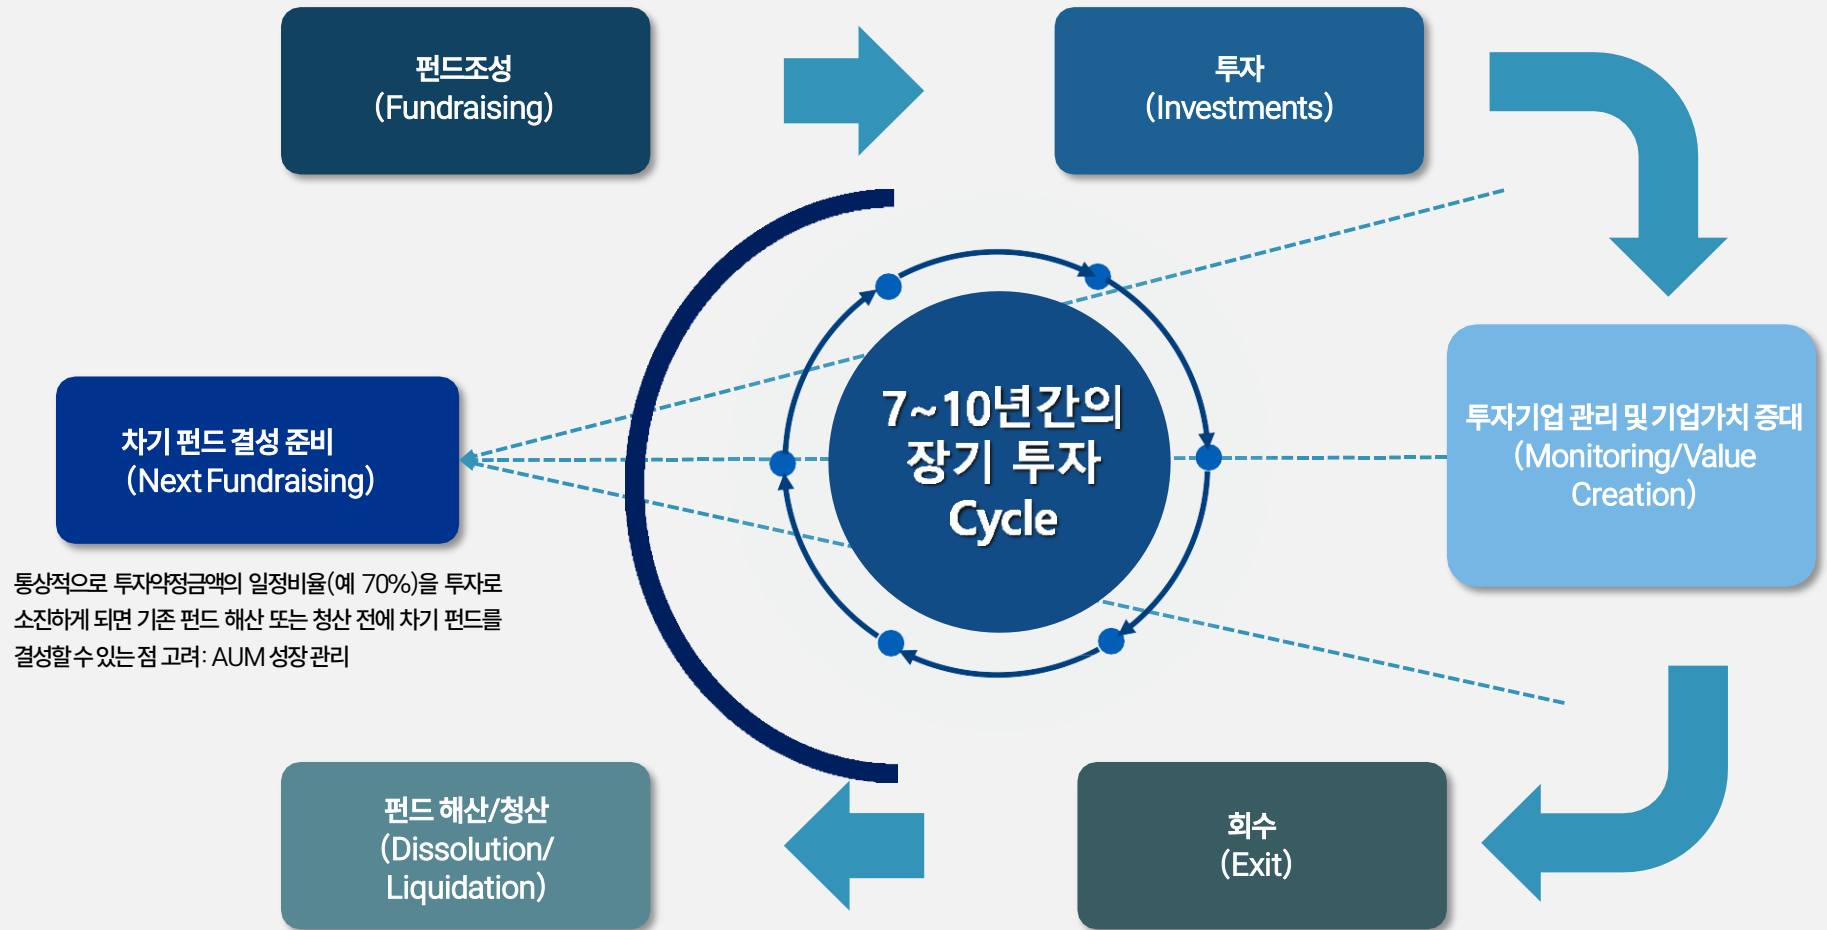 펀드조성
(Fundraising)
투자
(Investments)
7~10년간의
장기 투자
Cycle
차기 펀드 결성 준비
(Next Fundraising)
통상적으로 투자약정금액의 일정비율(예 70%)을 투자로
소진하게 되면 기존 펀드 해산 또는 청산 전에 차기 펀드를
결성할 수 있는 점 고려: AUM 성장 관리
투자기업 관리 및 기업가치 증대
(Monitoring/Value
Creation)
펀드 해산/청산
(Dissolution/
Liquidation)
회수
(Exit)